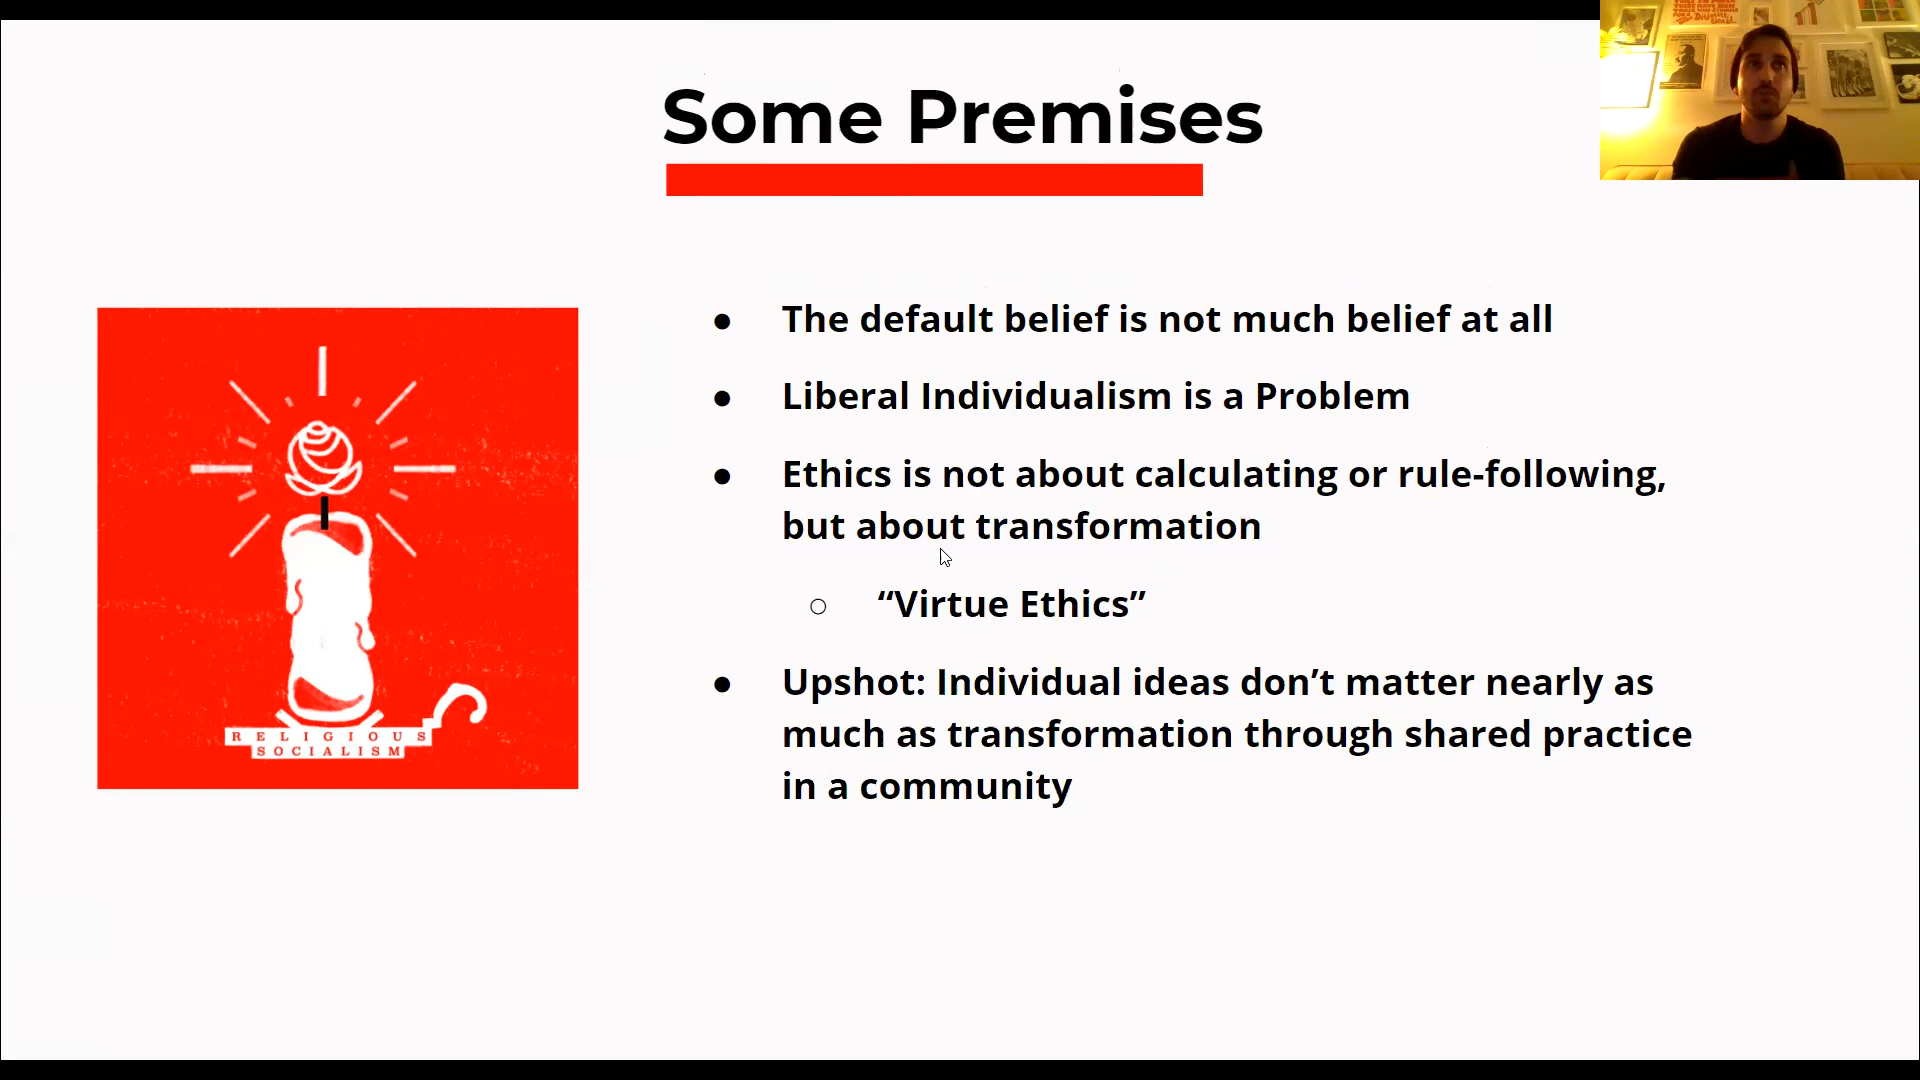 Some Premises
● The default belief is not much belief at all
● Liberal Individualism is a Problem
● Ethics is not about calculating or rule-following,
but about transformation
○ “Virtue Ethics”
● Upshot: Individual ideas don’t matter nearly as
much as transformation through shared practice
in a community
RELIGIOUS
SOCIALISM